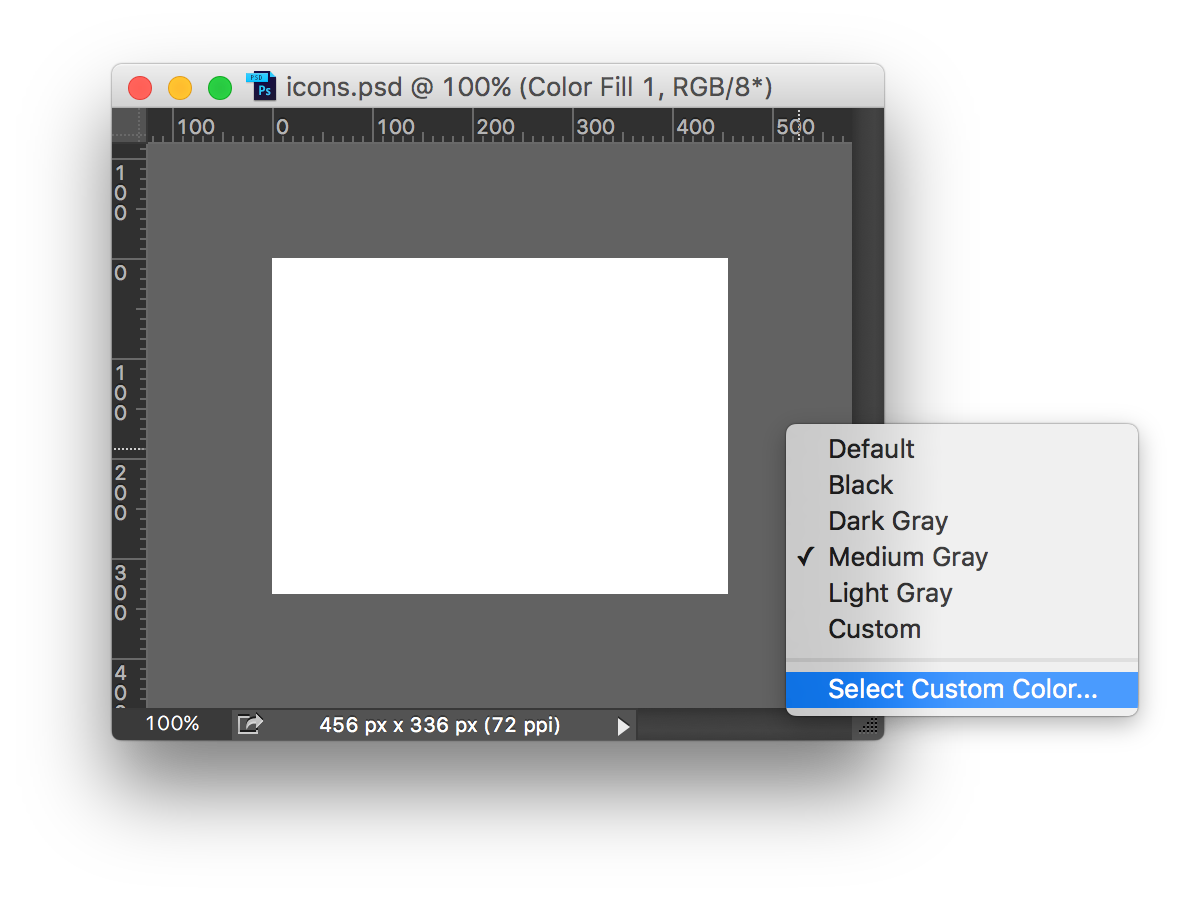 PSD
Ps
icons.psd @ 100% (Color Fill 1, RGB/8*)
100 0 100 200 300 400 500
100
0
100
200
300
40
Default
Black
Dark Gray
✓ Medium Gray
Light Gray
Custom
Select Custom Color...
100%
456 px x 336 px (72 ppi)